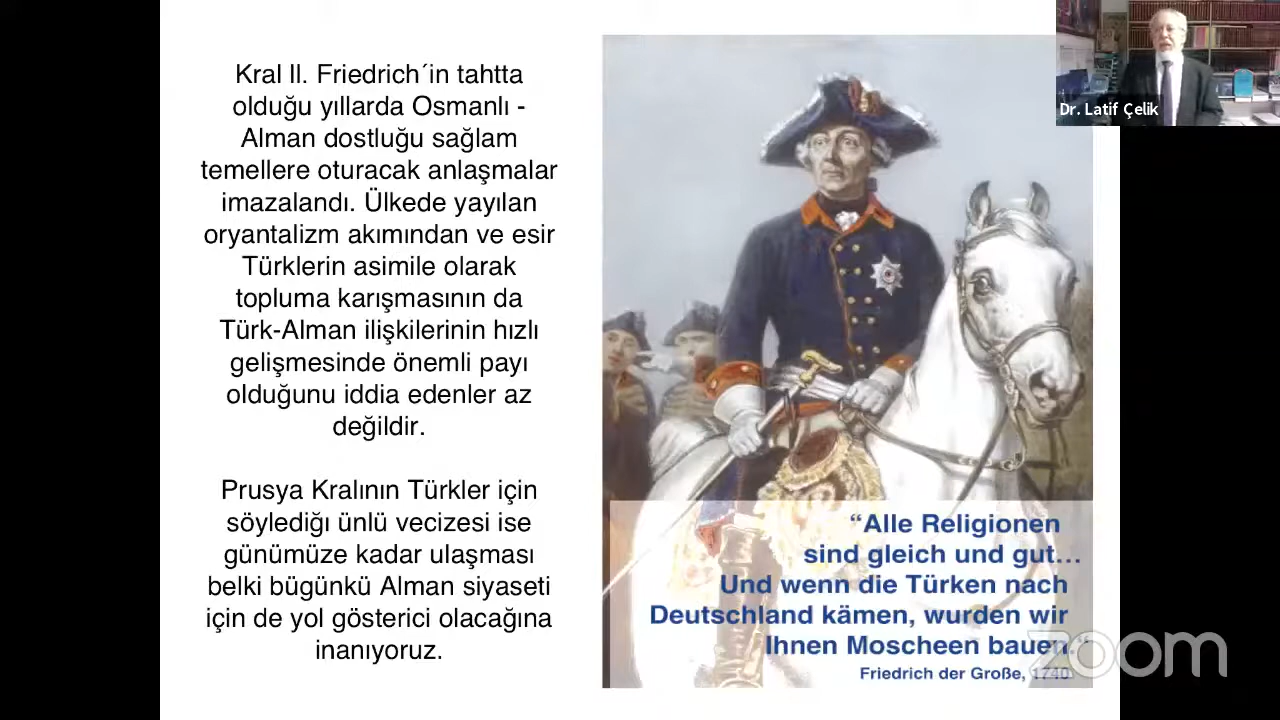 Kral II. Friedrich´in tahtta
olduğu yıllarda Osmanlı -
Alman dostluğu sağlam
temellere oturacak anlaşmalar
imazalandı. Ülkede yayılan
oryantalizm akımından ve esir
Türklerin asimile olarak
topluma karışmasının da
Türk-Alman ilişkilerinin hızlı
gelişmesinde önemli payı
olduğunu iddia edenler az
değildir.
Prusya Kralının Türkler için
söylediği ünlü vecizesi ise
günümüze kadar ulaşması
belki bügünkü Alman siyaseti
için de yol gösterici olacağına
inanıyoruz.
“Alle Religionen
sind gleich und gut...
Und wenn die Türken nach
Deutschland kämen, wurden wir
Ihnen Moscheen bauen.“
Friedrich der Große, 1740
Dr. Latif Çelik
zoom